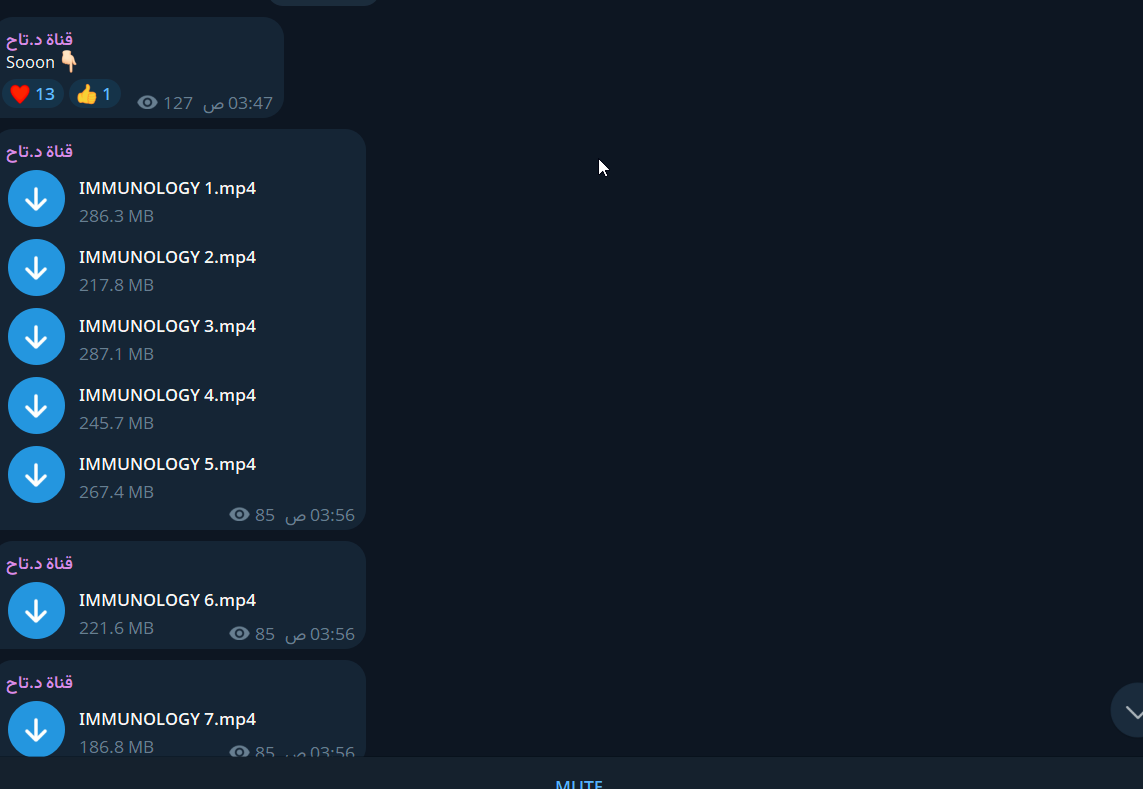 قناة د.تاح
Sooon 👇🏻
❤️ 13 👍 1 127 03:47 ص
قناة د.تاح
IMMUNOLOGY 1.mp4
286.3 MB
IMMUNOLOGY 2.mp4
217.8 MB
IMMUNOLOGY 3.mp4
287.1 MB
IMMUNOLOGY 4.mp4
245.7 MB
IMMUNOLOGY 5.mp4
267.4 MB
85 03:56 ص
قناة د.تاح
IMMUNOLOGY 6.mp4
221.6 MB 85 03:56 ص
قناة د.تاح
IMMUNOLOGY 7.mp4
186.8 MB 85 03:56 ص
MUTE